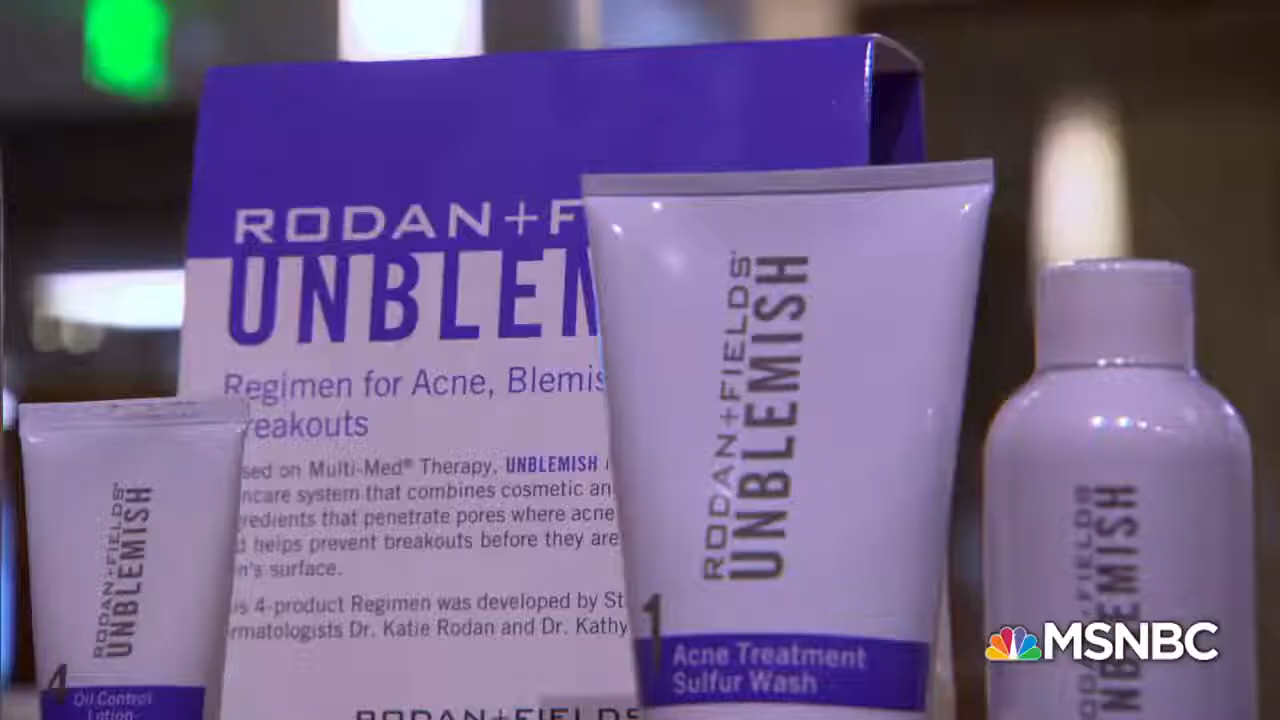 RODAN+F
UNBLEM
Regimen for Acne, Blemis
reakouts
sed on Multi-Med® Therapy, UNBLEMISH
ncare system that combines cosmetic an
redients that penetrate pores where acne
d helps prevent breakouts before they are
n's surface.
is 4-product Regimen was developed by St
rmatologists Dr. Katie Rodan and Dr. Kathy
RODAN+FIELDS
RODAN+FIELDS®
UNBLEMISH
4
Oil Control
Lotion
RODAN+FIELDS®
UNBLEMISH
1
Acne Treatment
Sulfur Wash
RODAN+FIELDS
UNBLEMISH
MSNBC